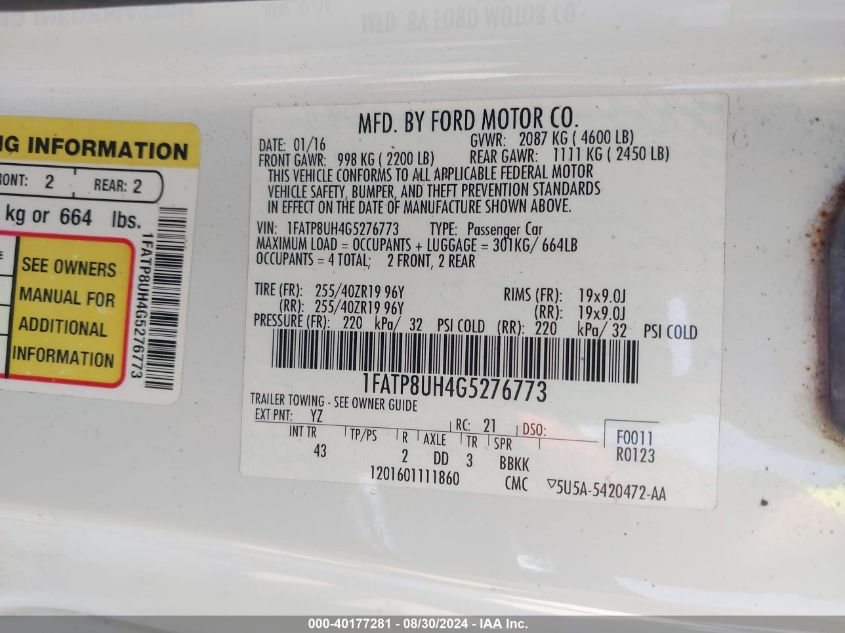 MFD. BY FORD MOTOR CO.
DATE: 01/16 GVWR: 2087 KG ( 4600 LB)
FRONT GAWR: 998 KG ( 2200 LB) REAR GAWR: 1111 KG ( 2450 LB)
THIS VEHICLE CONFORMS TO ALL APPLICABLE FEDERAL MOTOR
VEHICLE SAFETY, BUMPER, AND THEFT PREVENTION STANDARDS
IN EFFECT ON THE DATE OF MANUFACTURE SHOWN ABOVE.
VIN: 1FATP8UH4G5276773 TYPE: Passenger Car
MAXIMUM LOAD = OCCUPANTS + LUGGAGE = 301KG/ 664LB
OCCUPANTS = 4 TOTAL; 2 FRONT, 2 REAR
TIRE (FR): 255/40ZR19 96Y RIMS (FR): 19x9.0J
(RR): 255/40ZR19 96Y (RR): 19x9.0J
PRESSURE (FR): 220 kPa/ 32 PSI COLD (RR): 220 kPa/ 32 PSI COLD
1FATP8UH4G5276773
TRAILER TOWING - SEE OWNER GUIDE
EXT PNT: YZ RC: 21 DSO:
INT TR TP/PS R AXLE TR SPR
43 2 DD 3 BBKK
F0011
R0123
1201601111860 CMC ▽5U5A-5420472-AA
NG INFORMATION
RONT: 2 REAR: 2
kg or 664 lbs.
SEE OWNERS
MANUAL FOR
ADDITIONAL
INFORMATION
1FATP8UH4G5276773
000-40177281 - 08/30/2024 - IAA Inc.